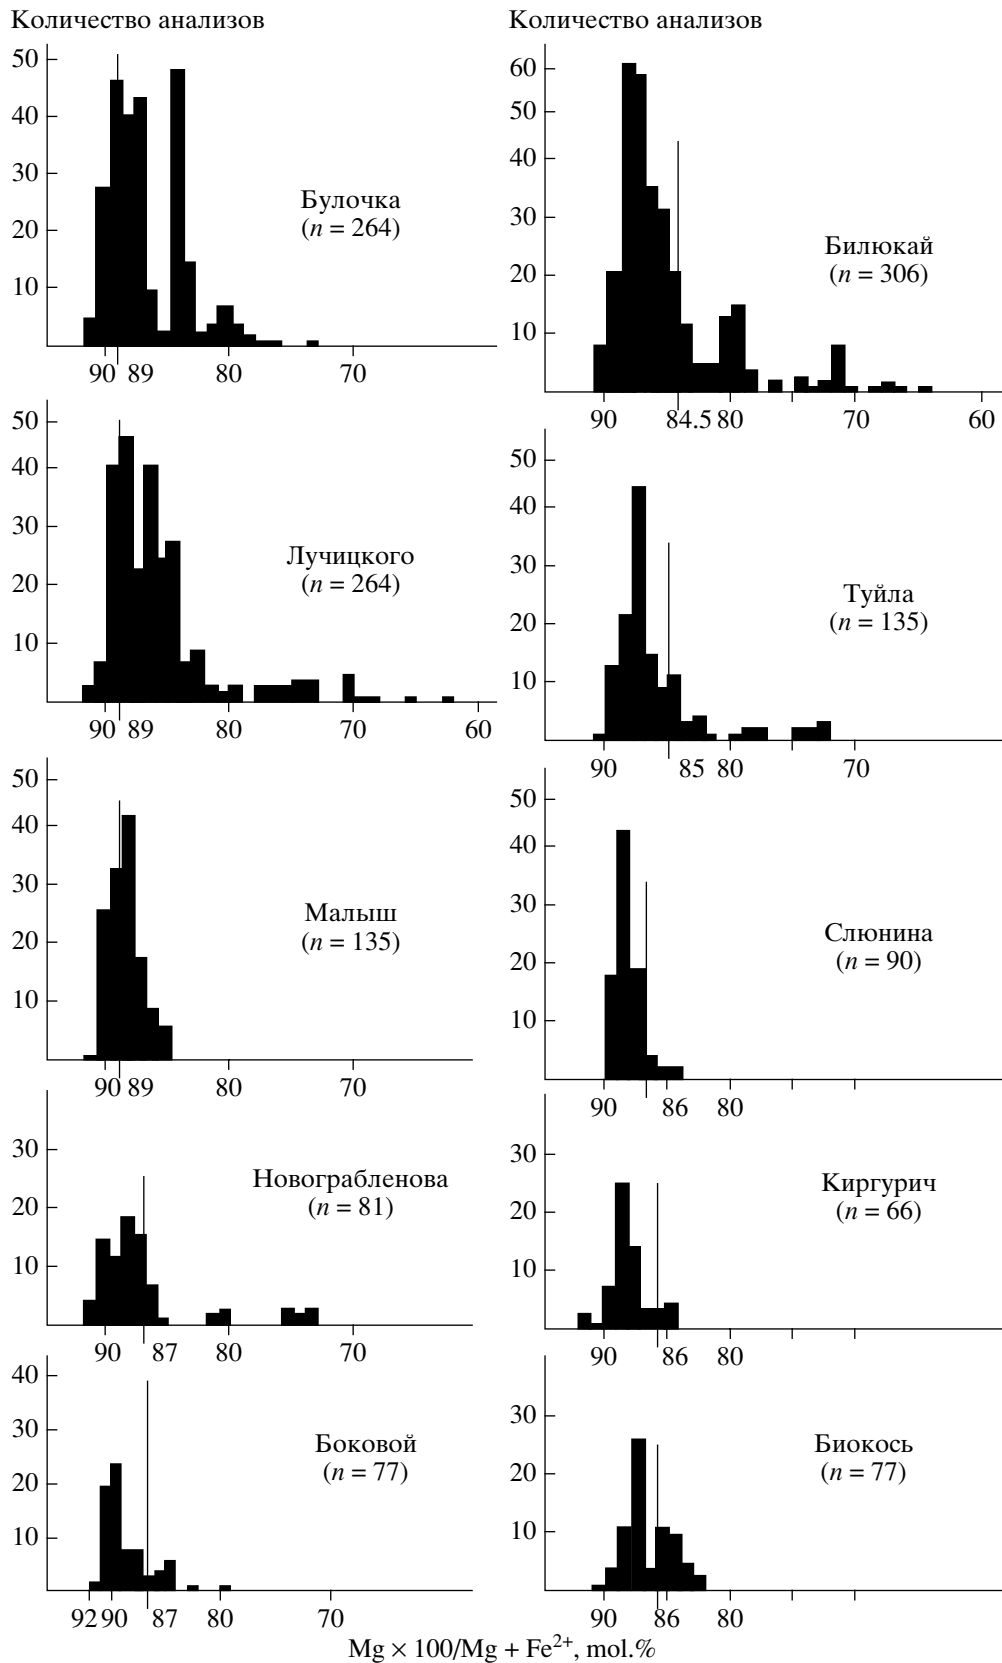 Количество анализов
50
40
30
20
10
Булочка
(n = 264)
90 89 80 70
50
40
30
20
10
Лучицкого
(n = 264)
90 89 80 70 60
50
40
30
20
10
Малыш
(n = 135)
90 89 80 70
30
20
10
Новограбленова
(n = 81)
90 87 80 70
40
30
20
10
Боковой
(n = 77)
92 90 87 80 70
Количество анализов
60
50
40
30
20
10
Билюкай
(n = 306)
90 84.5 80 70 60
50
40
30
20
10
Туйла
(n = 135)
90 85 80 70
50
40
30
20
10
Слюнина
(n = 90)
90 86 80
30
20
10
Киргурич
(n = 66)
90 86 80
30
20
10
Биокось
(n = 77)
90 86 80
Mg × 100/Mg + Fe²⁺, mol.%